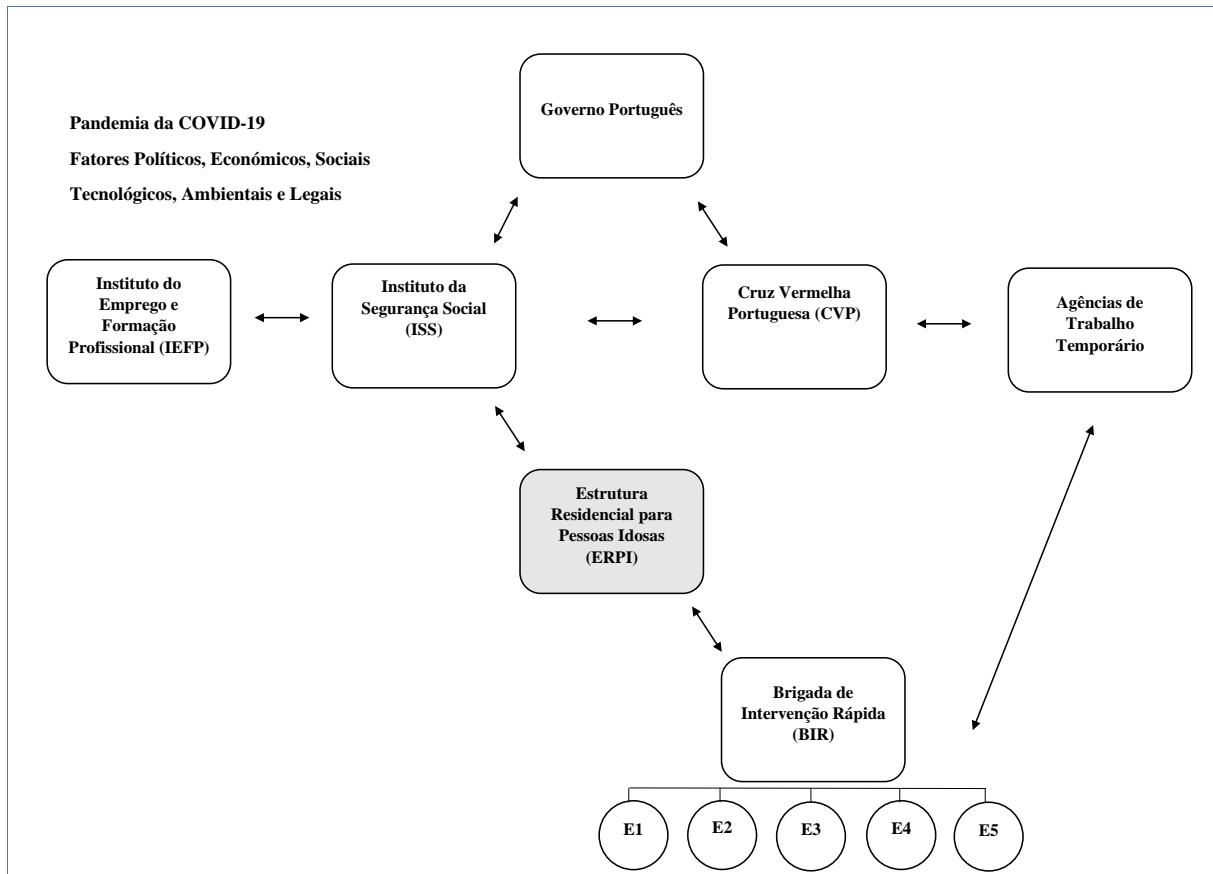 Governo Português
Pandemia da COVID-19
Fatores Políticos, Económicos, Sociais
Tecnológicos, Ambientais e Legais
Instituto do
Emprego e
Formação
Profissional (IEFP)
Instituto da
Segurança Social
(ISS)
Cruz Vermelha
Portuguesa (CVP)
Agências de
Trabalho
Temporário
Estrutura
Residencial para
Pessoas Idosas
(ERPI)
Brigada de
Intervenção Rápida
(BIR)
E1
E2
E3
E4
E5